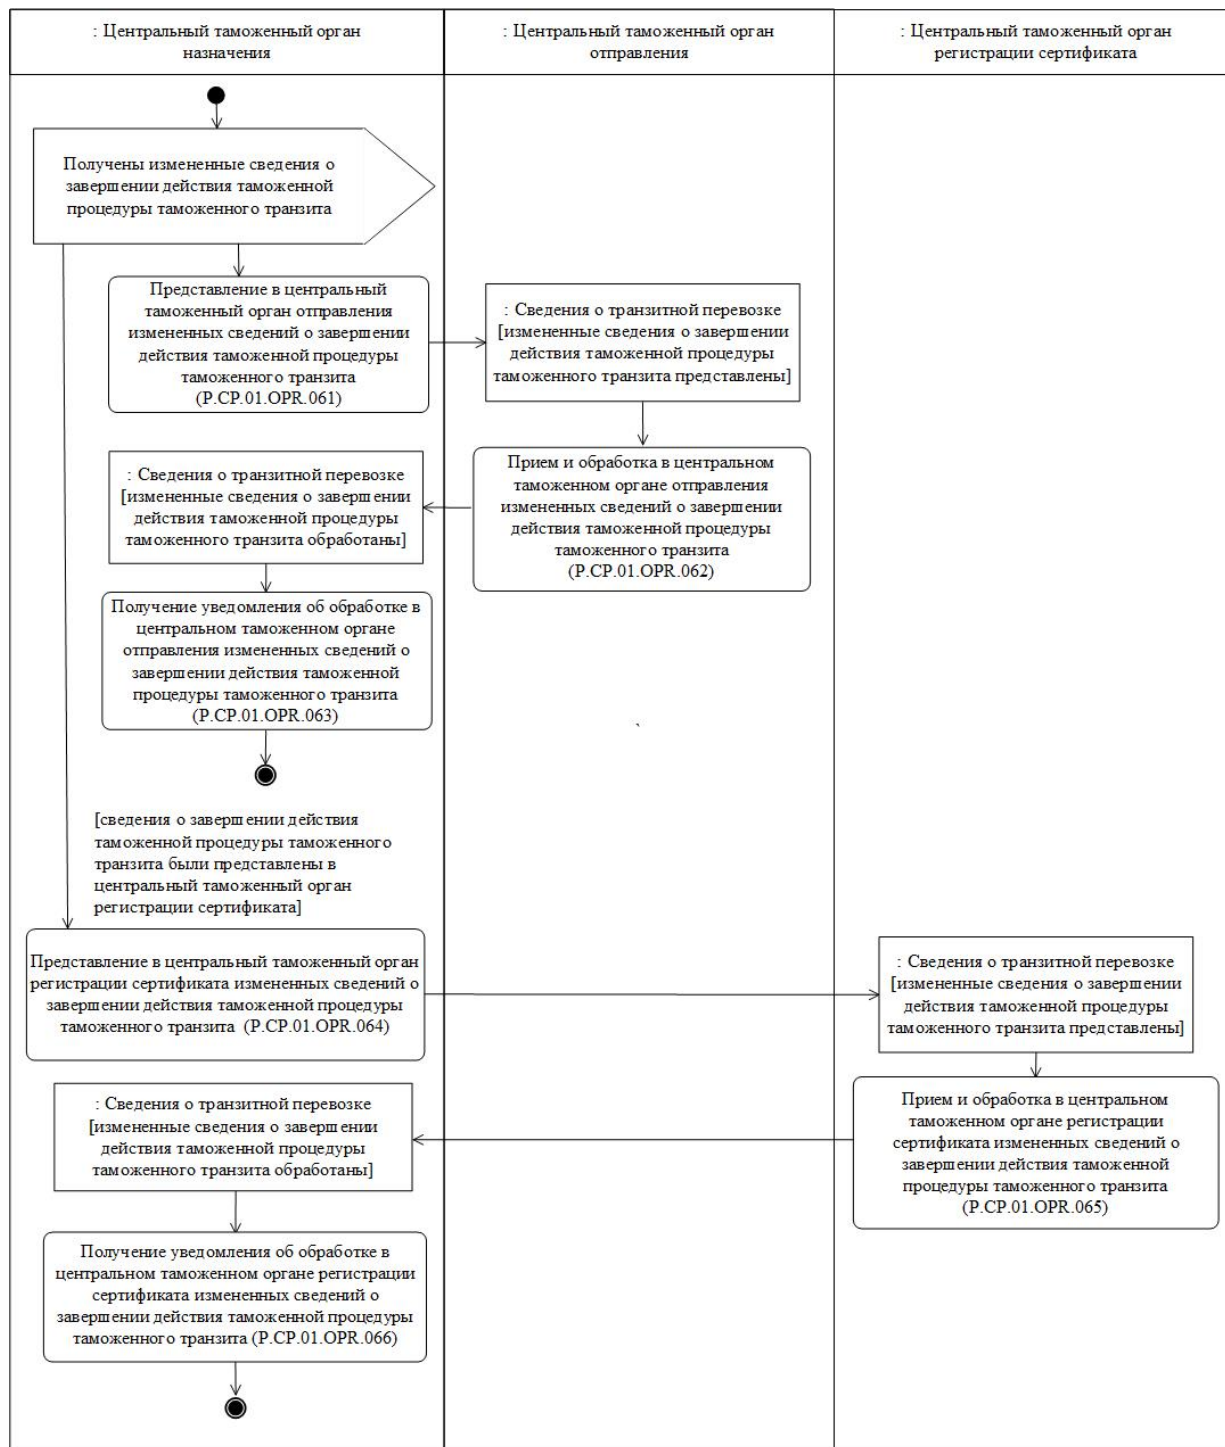 : Центральный таможенный орган
назначения
: Центральный таможенный орган
отправления
: Центральный таможенный орган
регистрации сертификата
Получены измененные сведения о
завершении действия таможенной
процедуры таможенного транзита
Представление в центральный
таможенный орган отправления
измененных сведений о завершении
действия таможенной процедуры
таможенного транзита
(P.CP.01.OPR.061)
: Сведения о транзитной перевозке
[измененные сведения о завершении
действия таможенной процедуры
таможенного транзита представлены]
Прием и обработка в центральном
таможенном органе отправления
измененных сведений о завершении
действия таможенной процедуры
таможенного транзита
(P.CP.01.OPR.062)
: Сведения о транзитной перевозке
[измененные сведения о завершении
действия таможенной процедуры
таможенного транзита обработаны]
Получение уведомления об обработке в
центральном таможенном органе
отправления измененных сведений о
завершении действия таможенной
процедуры таможенного транзита
(P.CP.01.OPR.063)
[сведения о завершении действия
таможенной процедуры таможенного
транзита были представлены в
центральный таможенный орган
регистрации сертификата]
Представление в центральный таможенный орган
регистрации сертификата измененных сведений о
завершении действия таможенной процедуры
таможенного транзита (P.CP.01.OPR.064)
: Сведения о транзитной перевозке
[измененные сведения о завершении
действия таможенной процедуры
таможенного транзита представлены]
Прием и обработка в центральном
таможенном органе регистрации
сертификата измененных сведений о
завершении действия таможенной
процедуры таможенного транзита
(P.CP.01.OPR.065)
: Сведения о транзитной перевозке
[измененные сведения о завершении
действия таможенной процедуры
таможенного транзита обработаны]
Получение уведомления об обработке в
центральном таможенном органе регистрации
сертификата измененных сведений о
завершении действия таможенной процедуры
таможенного транзита (P.CP.01.OPR.066)